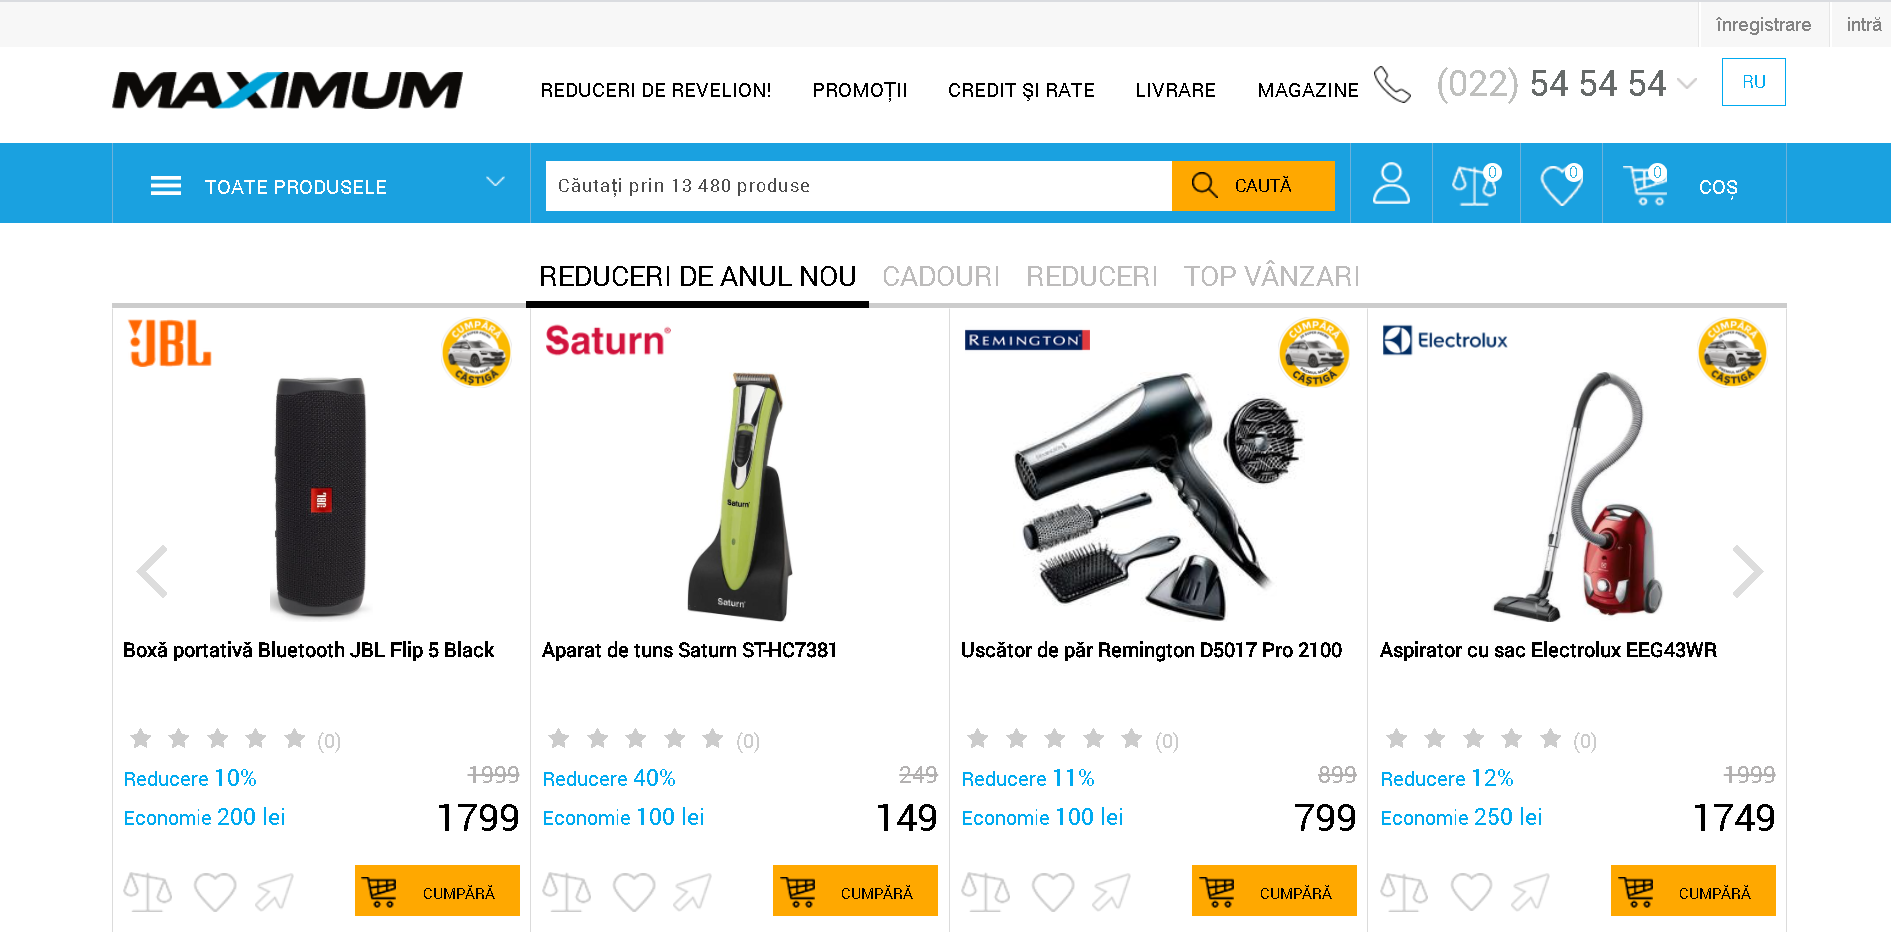 înregistrare
intră
MAXIMUM
REDUCERI DE REVELION!
PROMOȚII
CREDIT ŞI RATE
LIVRARE
MAGAZINE
(022) 54 54 54
RU
TOATE PRODUSELE
Căutați prin 13 480 produse
CAUTĂ
0
0
0
COȘ
REDUCERI DE ANUL NOU
CADOURI
REDUCERI
TOP VÂNZARI
JBL
CUMPĂRĂ
CÂȘTIGĂ
JBL
Boxă portativă Bluetooth JBL Flip 5 Black
(0)
Reducere 10%
1999
Economie 200 lei
1799
CUMPĂRĂ
Saturn
Saturn
Saturn
Aparat de tuns Saturn ST-HC7381
(0)
Reducere 40%
249
Economie 100 lei
149
CUMPĂRĂ
REMINGTON
CUMPĂRĂ
CÂȘTIGĂ
Uscător de păr Remington D5017 Pro 2100
(0)
Reducere 11%
899
Economie 100 lei
799
CUMPĂRĂ
Electrolux
CUMPĂRĂ
CÂȘTIGĂ
Aspirator cu sac Electrolux EEG43WR
(0)
Reducere 12%
1999
Economie 250 lei
1749
CUMPĂRĂ